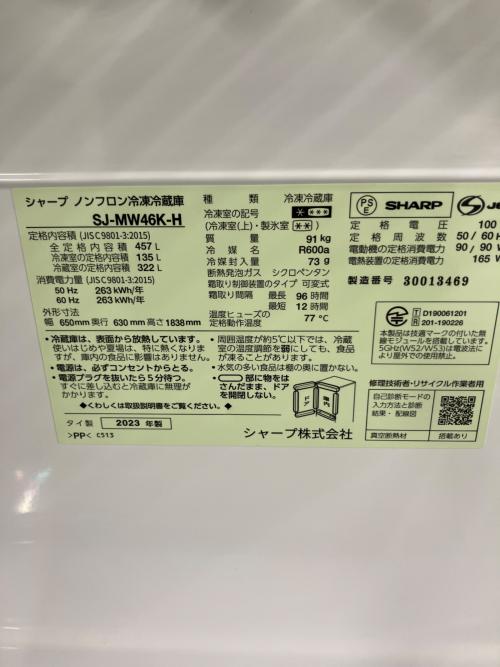 シャープ ノンフロン冷凍冷蔵庫
SJ-MW46K-H
定格内容積 (JISC9801-3:2015)
全定格内容積 457 L
冷凍室の定格内容積 135 L
冷蔵室の定格内容積 322 L
消費電力量 (JISC9801-3:2015)
50 Hz 263 kWh/年
60 Hz 263 kWh/年
外形寸法
幅 650mm 奥行 630mm 高さ 1838mm
種類 冷凍冷蔵庫
冷凍室の記号
(冷凍室(上)・製氷室 )
質量 91 kg
冷媒名 R600a
冷媒封入量 73 g
断熱発泡ガス シクロペンタン
霜取り制御装置のタイプ 可変式
霜取り間隔 最長 96 時間
最短 12 時間
温度ヒューズの
定格動作温度 77 ℃
PS
E
SHARP
定格電圧 100
定格周波数 50 / 60 H
電動機の定格消費電力 90 / 90 W
電熱装置の定格消費電力 165 W
製造番号 30013469
T D190061201
R 201-190226
本製品は技適マークの付いた無
線モジュールを搭載しています。
5GHz(W52/W53)は電波法に
より屋外での使用禁止。
・冷蔵庫は、表面から放熱しています。
使いはじめや夏場は、特に熱くなりま
すが、庫内の食品に影響はありません。
・電源は、必ずコンセントからとる。
・電源プラグを抜いたら5分待つ。
すぐに差し込むと冷蔵庫に無理が
かかります。
・周囲温度が約5℃以下では、冷蔵
室の温度調節を弱にしても、食品
が凍ることがあります。
・水気の多い食品は棚の奥に置かない。
・ 部に物をは
さんだまま、ドア
を開閉しない。
ドア
庫内
◆くわしくは取扱説明書をご覧ください。◆
修理技術者・リサイクル作業者用
自己診断モードの
入力方法と診断
結果・配線図
真空断熱材 搭載あり
タイ製 2023 年製
>PP< C513
シャープ株式会社